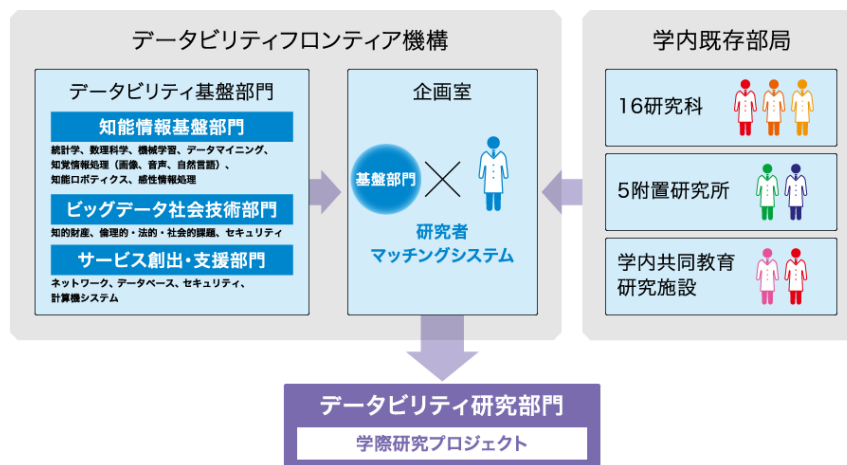 データビリティフロンティア機構
データビリティ基盤部門
知能情報基盤部門
統計学、数理科学、機械学習、データマイニング、
知覚情報処理（画像、音声、自然言語）、
知能ロボティクス、感性情報処理
ビッグデータ社会技術部門
知的財産、倫理的・法的・社会的課題、セキュリティ
サービス創出・支援部門
ネットワーク、データベース、セキュリティ、
計算機システム
企画室
基盤部門
研究者
マッチングシステム
学内既存部局
16研究科
5附置研究所
学内共同教育
研究施設
データビリティ研究部門
学際研究プロジェクト